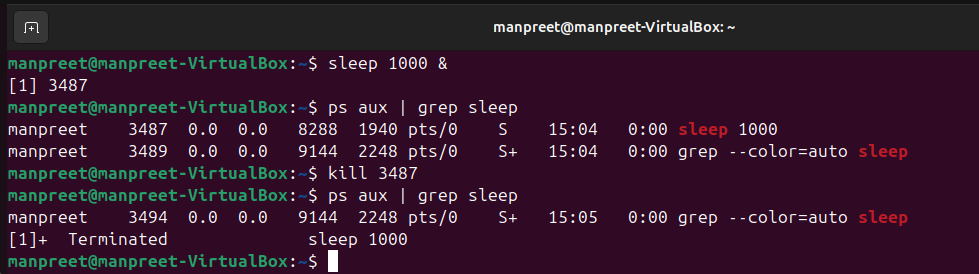 manpreet@manpreet-VirtualBox: ~
manpreet@manpreet-VirtualBox:~$ sleep 1000 &
[1] 3487
manpreet@manpreet-VirtualBox:~$ ps aux | grep sleep
manpreet    3487  0.0  0.0   8288  1940 pts/0    S    15:04   0:00 sleep 1000
manpreet    3489  0.0  0.0   9144  2248 pts/0    S+   15:04   0:00 grep --color=auto sleep
manpreet@manpreet-VirtualBox:~$ kill 3487
manpreet@manpreet-VirtualBox:~$ ps aux | grep sleep
manpreet    3494  0.0  0.0   9144  2248 pts/0    S+   15:05   0:00 grep --color=auto sleep
[1]+  Terminated              sleep 1000
manpreet@manpreet-VirtualBox:~$